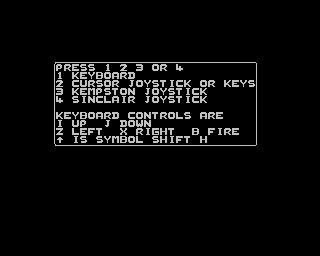 PRESS 1 2 3 OR 4
1 KEYBOARD
2 CURSOR JOYSTICK OR KEYS
3 KEMPSTON JOYSTICK
4 SINCLAIR JOYSTICK
KEYBOARD CONTROLS ARE
I UP J DOWN
Z LEFT X RIGHT B FIRE
↑ IS SYMBOL SHIFT H